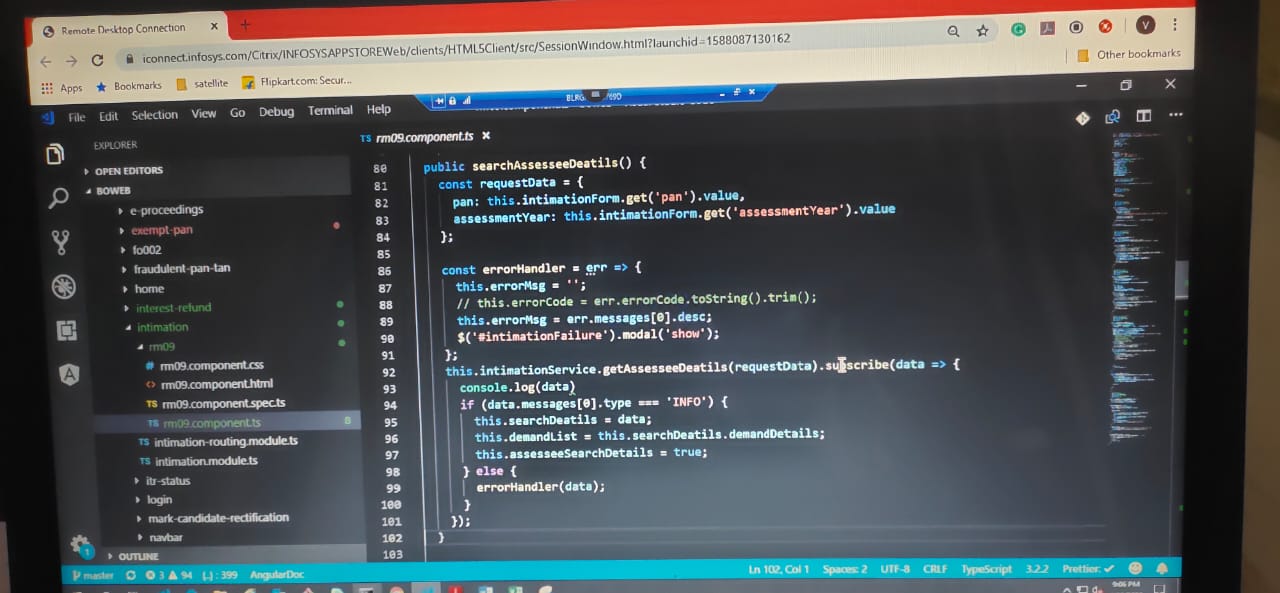 Remote Desktop Connection
iconnect.infosys.com/Citrix/INFOSYSAPPSTOREWeb/clients/HTML5Client/src/SessionWindow.html?launchid=1588087130162
V
Apps
Bookmarks
satellite
Flipkart.com: Secur...
Other bookmarks
File Edit Selection View Go Debug Terminal Help
EXPLORER
OPEN EDITORS
BOWEB
e-proceedings
exempt-pan
fo002
fraudulent-pan-tan
home
interest-refund
intimation
rm09
# rm09.component.css
<> rm09.component.html
TS rm09.component.spec.ts
TS rm09.component.ts 8
TS intimation-routing.module.ts
TS intimation.module.ts
itr-status
login
mark-candidate-rectification
navbar
OUTLINE
TS rm09.component.ts
80 public searchAssesseeDeatils() {
81 const requestData = {
82 pan: this.intimationForm.get('pan').value,
83 assessmentYear: this.intimationForm.get('assessmentYear').value
84 };
85
86 const errorHandler = err => {
87 this.errorMsg = '';
88 // this.errorCode = err.errorCode.toString().trim();
89 this.errorMsg = err.messages[0].desc;
90 $('#intimationFailure').modal('show');
91 };
92 this.intimationService.getAssesseeDeatils(requestData).subscribe(data => {
93 console.log(data)
94 if (data.messages[0].type === 'INFO') {
95 this.searchDeatils = data;
96 this.demandList = this.searchDeatils.demandDetails;
97 this.assesseeSearchDetails = true;
98 } else {
99 errorHandler(data);
100 }
101 });
102 }
103
1
master 3 94 399 AngularDoc
Ln 102, Col 1 Spaces: 2 UTF-8 CRLF TypeScript 3.2.2 Prettier: ✓
9:06 PM